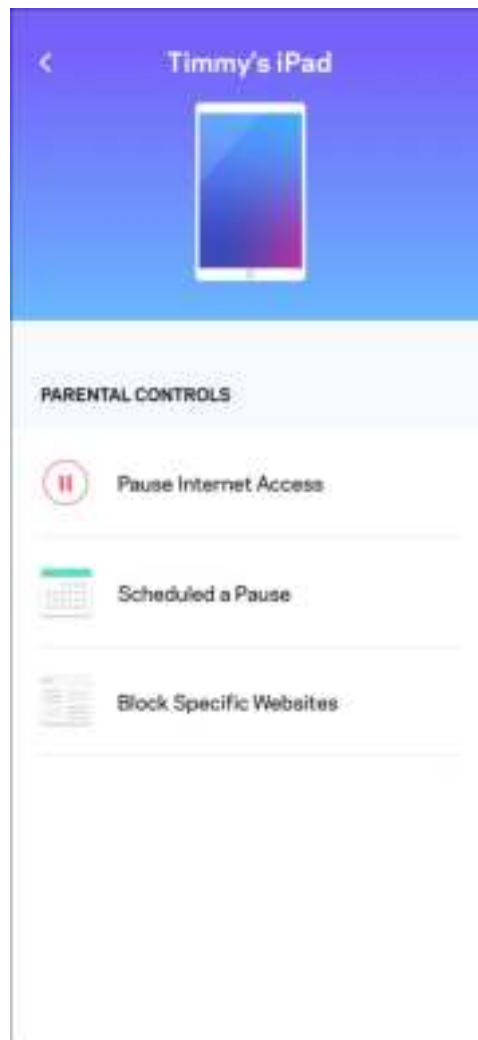 Timmy's iPad
PARENTAL CONTROLS
Pause Internet Access
Scheduled a Pause
Block Specific Websites